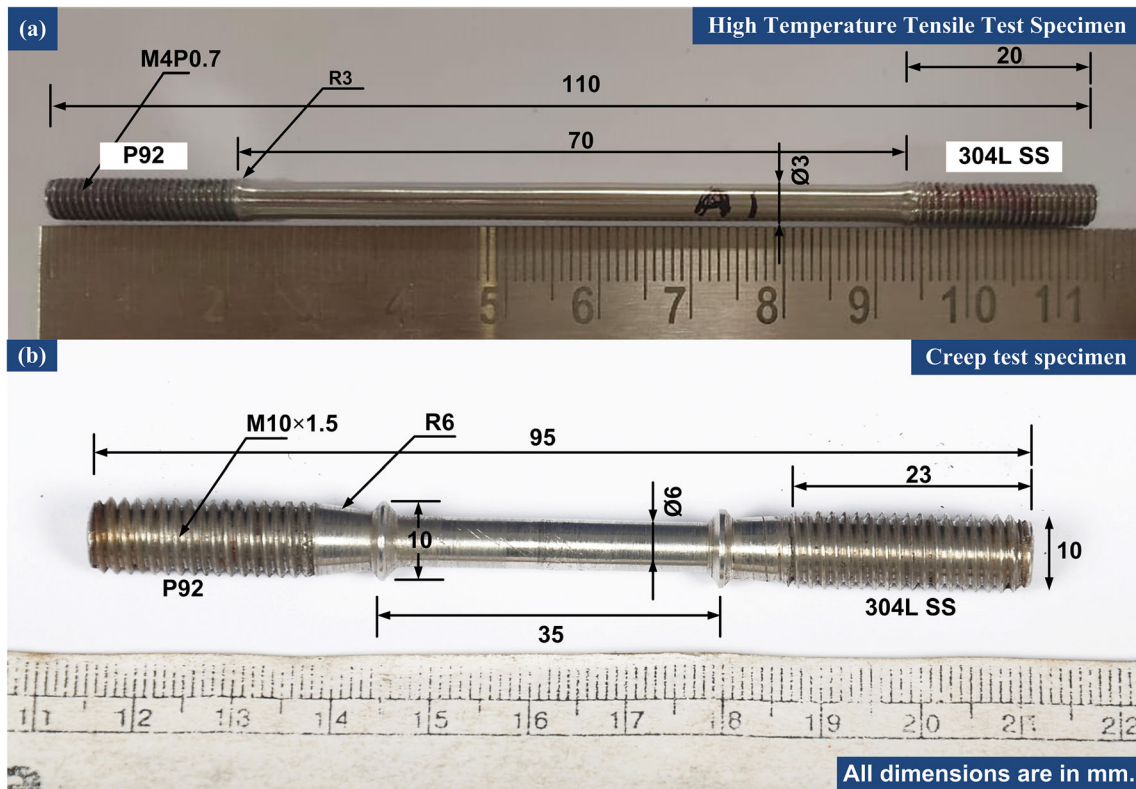 (a)
High Temperature Tensile Test Specimen
M4P0.7
R3
20
110
P92
70
Ø3
304L SS
A 1
2
4 5 6 7 8 9 10 11
(b)
Creep test specimen
M10×1.5
R6
95
23
Ø6
10
10
P92
304L SS
35
11 12 13 14 15 16 17 18 19 20 21 22
All dimensions are in mm.